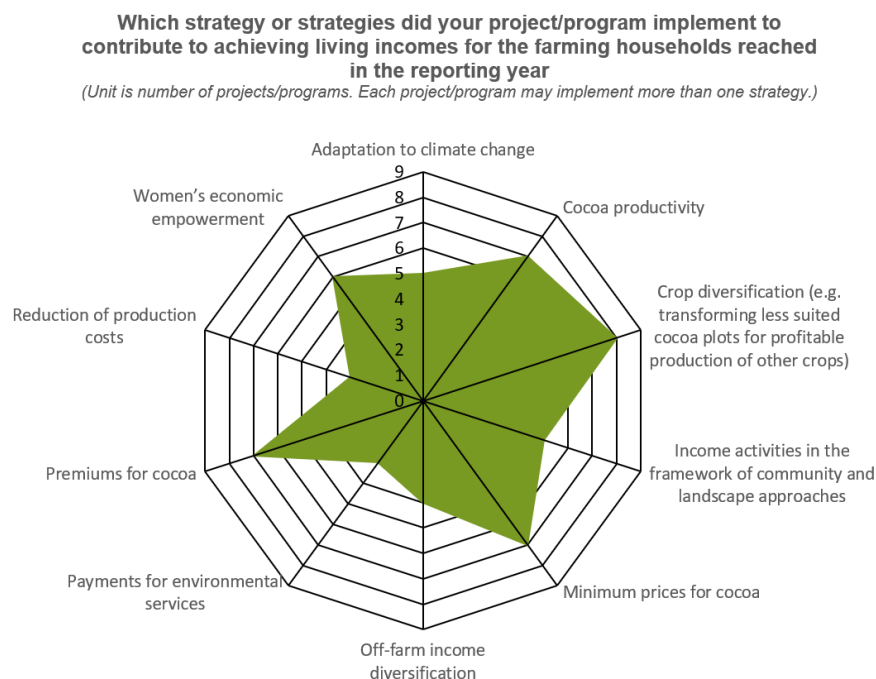 Which strategy or strategies did your project/program implement to
contribute to achieving living incomes for the farming households reached
in the reporting year
(Unit is number of projects/programs. Each project/program may implement more than one strategy.)
Adaptation to climate change
Women’s economic
empowerment
Cocoa productivity
Crop diversification (e.g.
transforming less suited
cocoa plots for profitable
production of other crops)
Reduction of production
costs
9
8
7
6
5
4
3
2
1
0
Premiums for cocoa
Income activities in the
framework of community and
landscape approaches
Payments for environmental
services
Minimum prices for cocoa
Off-farm income
diversification